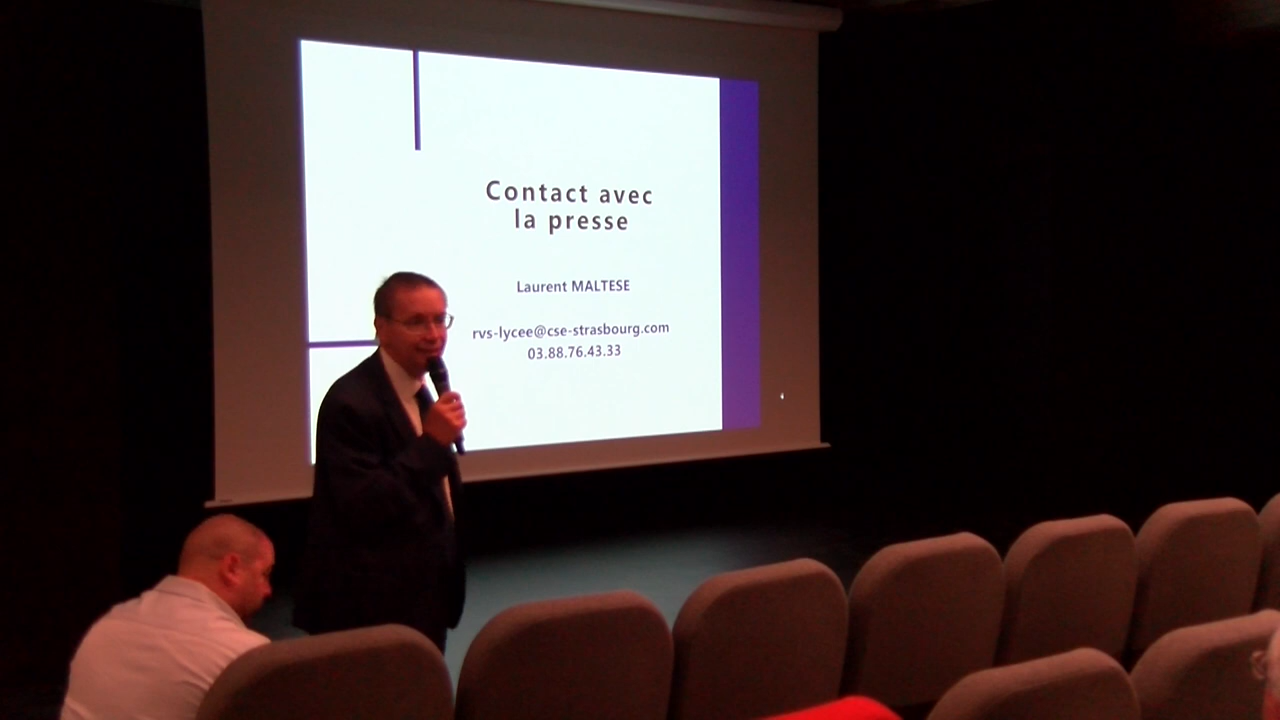 Contact avec
la presse
Laurent MALTESE
rvs-lycee@cse-strasbourg.com
03.88.76.43.33